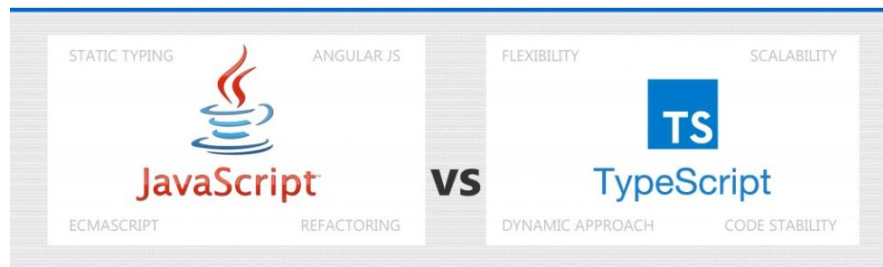 STATIC TYPING ANGULAR JS
JavaScript
ECMASCRIPT REFACTORING
VS
FLEXIBILITY SCALABILITY
TS
TypeScript
DYNAMIC APPROACH CODE STABILITY